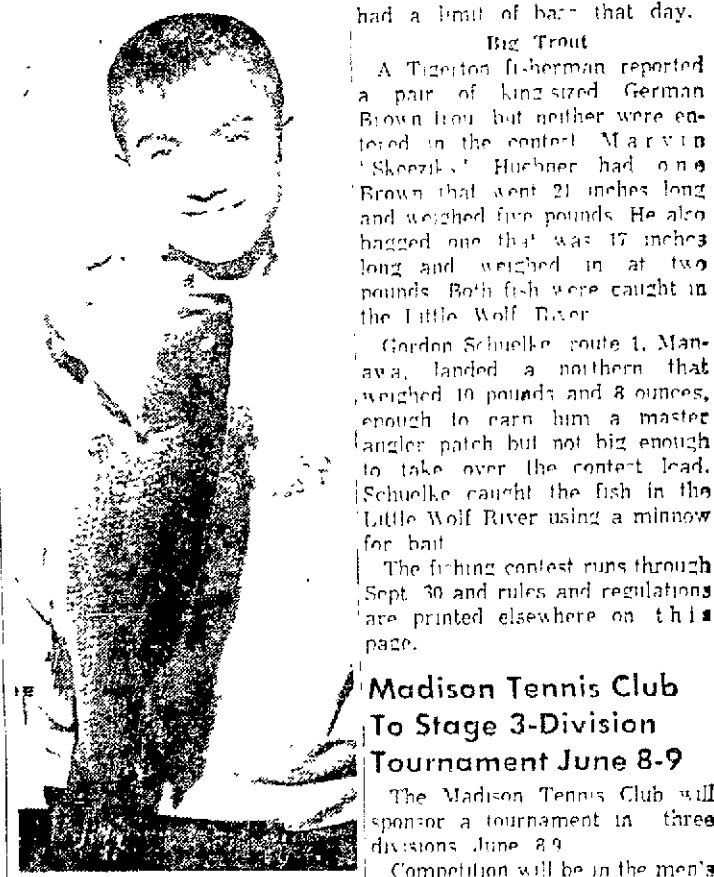 had a limit of bass that day.
Big Trout
A Tigerton fisherman reported
a pair of king-sized German
Brown trout but neither were en-
tered in the contest. Marvin
"Skeeziks" Huebner had one
Brown that went 21 inches long
and weighed five pounds. He also
bagged one that was 17 inches
long and weighed in at two
pounds. Both fish were caught in
the Little Wolf River.
Gordon Schuelke, route 1, Man-
awa, landed a northern that
weighed 10 pounds and 8 ounces,
enough to earn him a master
angler patch but not big enough
to take over the contest lead.
Schuelke caught the fish in the
Little Wolf River using a minnow
for bait.
The fishing contest runs through
Sept. 30 and rules and regulations
are printed elsewhere on this
page.
Madison Tennis Club
To Stage 3-Division
Tournament June 8-9
The Madison Tennis Club will
sponsor a tournament in three
divisions June 8-9.
Competition will be in the men's